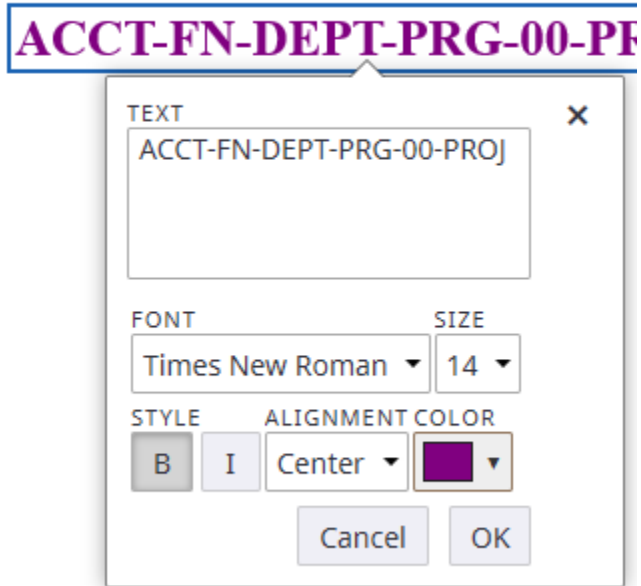 ACCT-FN-DEPT-PRG-00-PR
TEXT
×
ACCT-FN-DEPT-PRG-00-PROJ
FONT SIZE
Times New Roman 14
STYLE ALIGNMENT COLOR
B I Center
Cancel OK